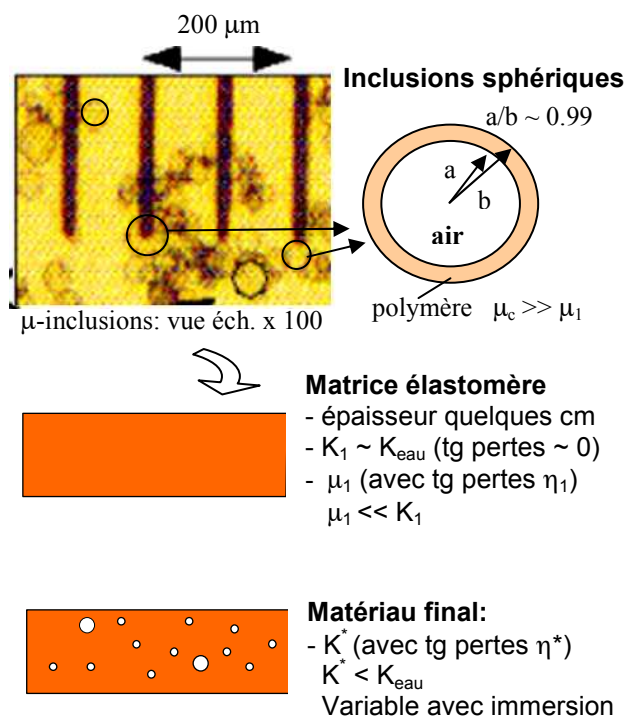 200 μm
Inclusions sphériques
a/b ~ 0.99
a
b
air
polymère μc >> μ1
μ-inclusions: vue éch. x 100
Matrice élastomère
- épaisseur quelques cm
- K1 ~ Keau (tg pertes ~ 0)
- μ1 (avec tg pertes η1)
μ1 << K1
Matériau final:
- K* (avec tg pertes η*)
K* < Keau
Variable avec immersion